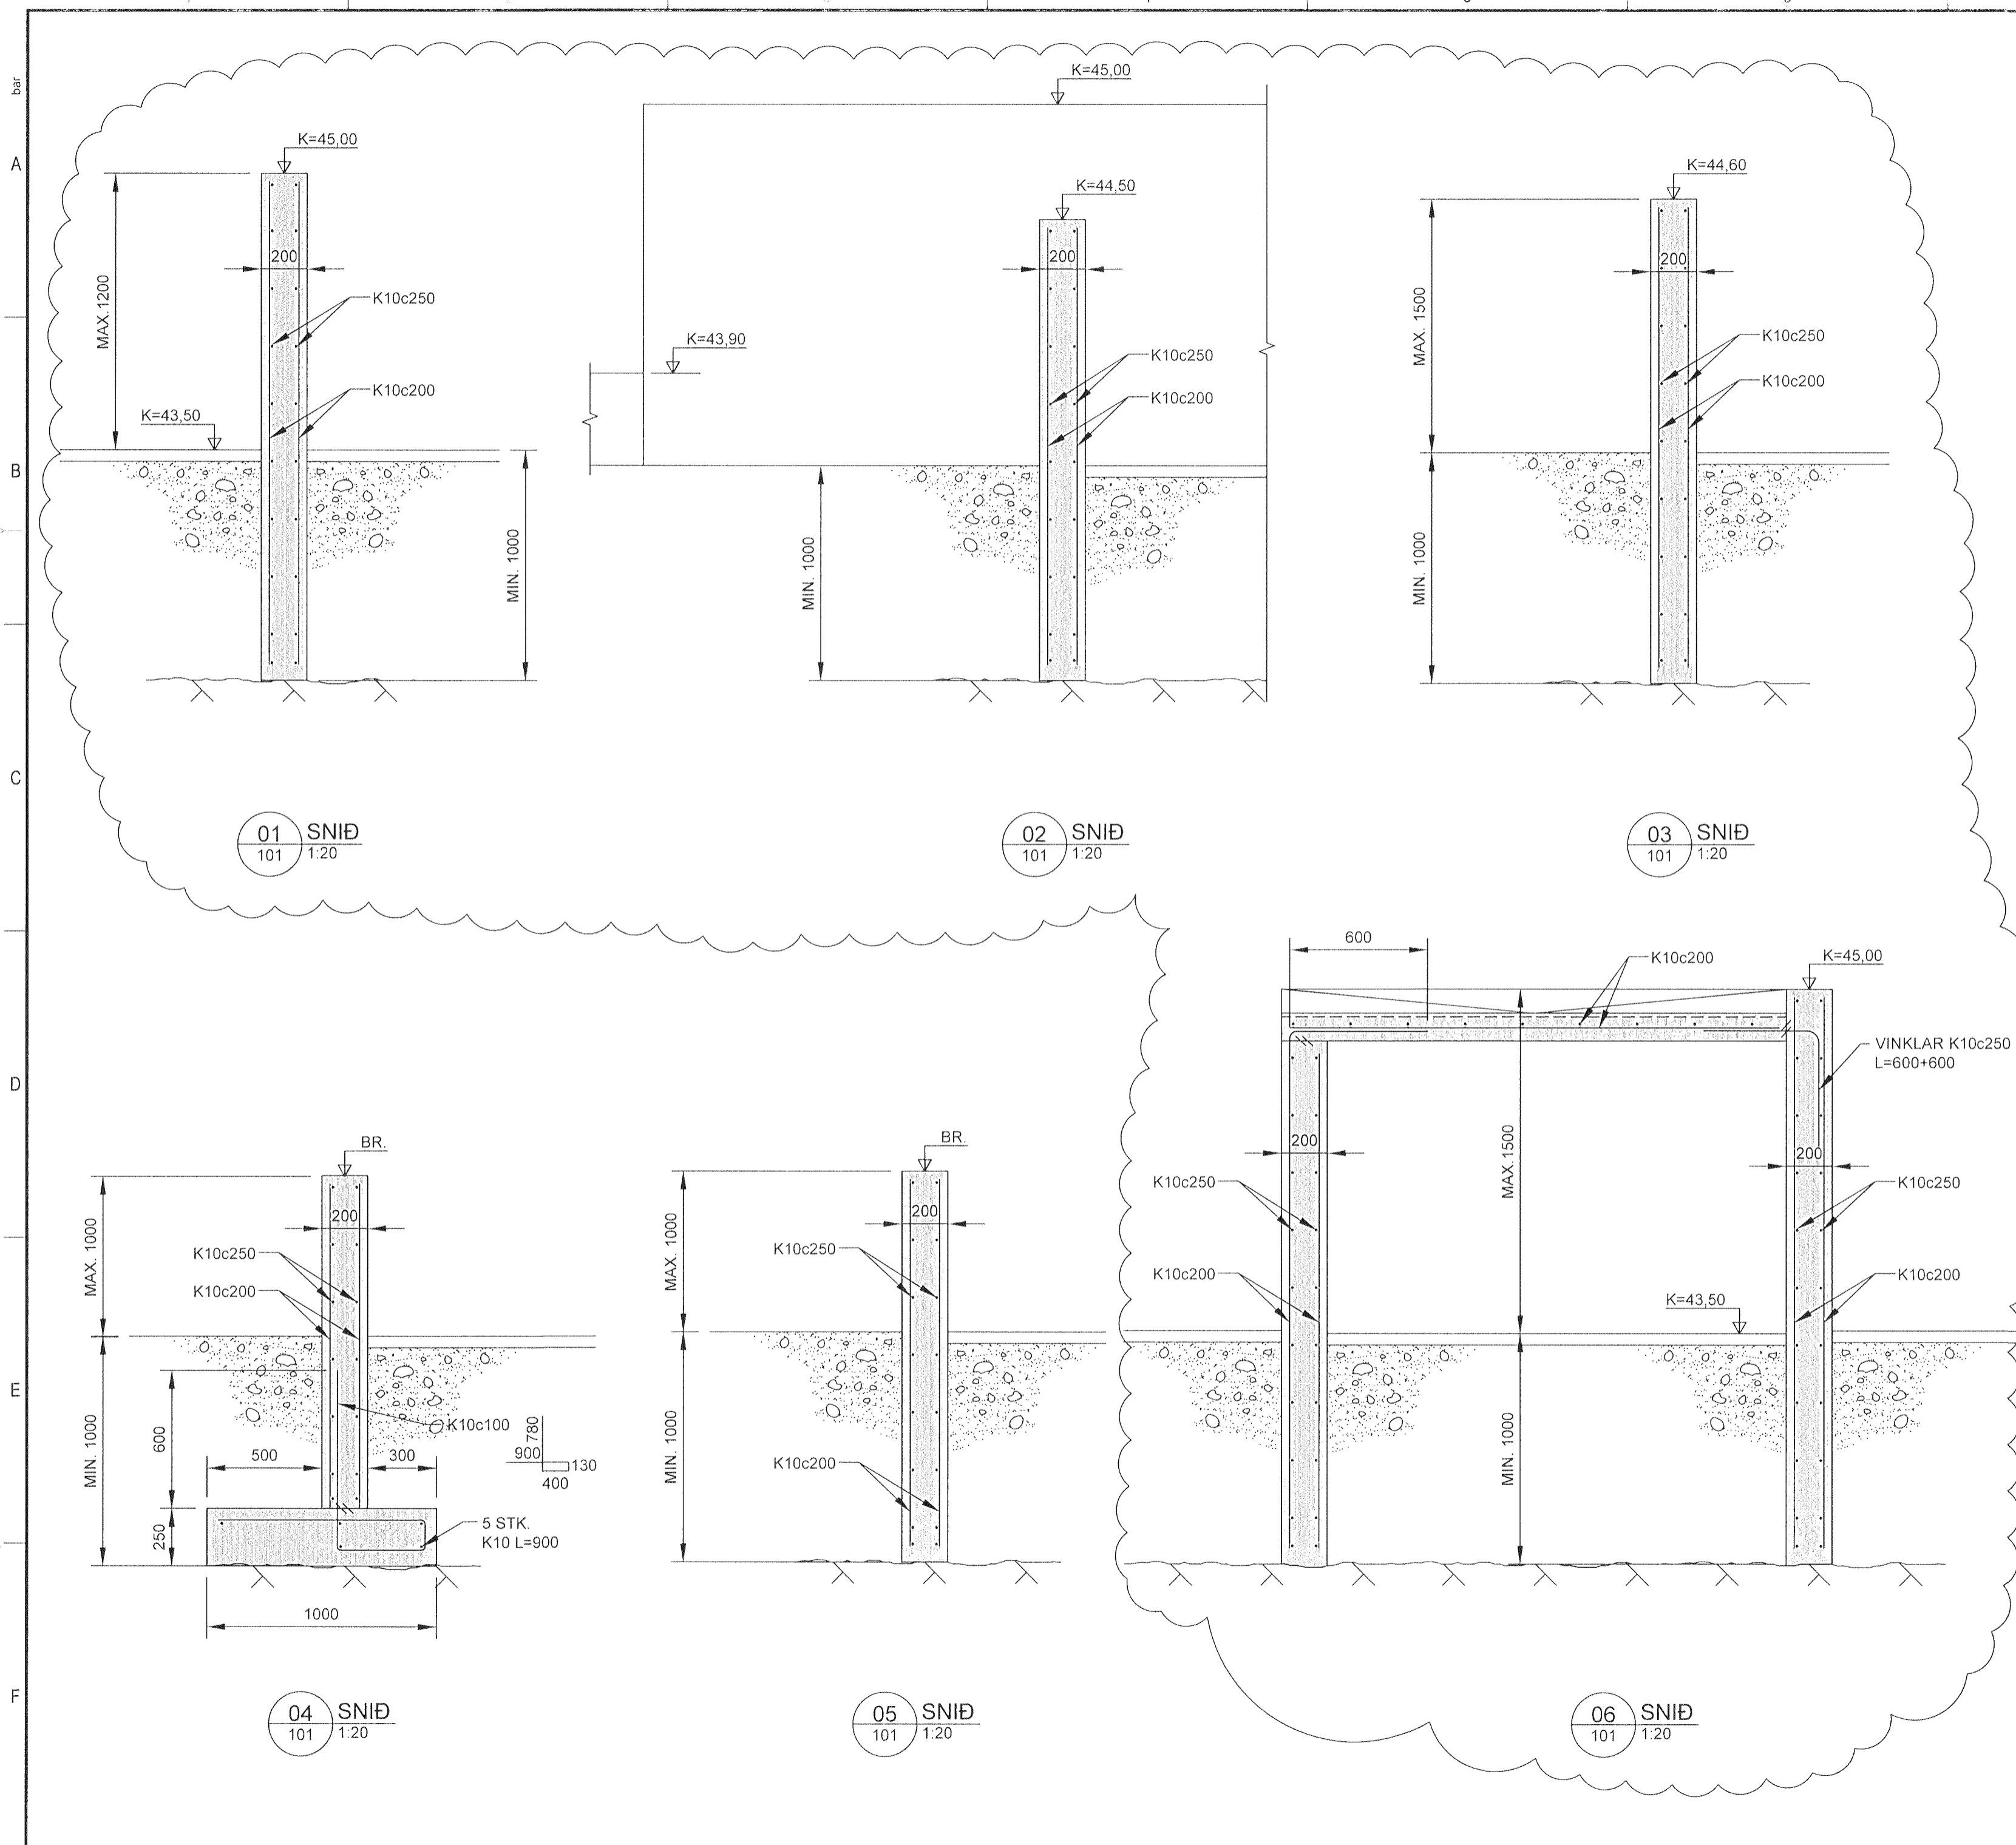 bar
A
B
C
D
E
F
K=45,00
MAX.1200
200
K10c250
K10c200
K=43,50
MIN. 1000
01
101
SNIÐ
1:20
K=45,00
K=44,50
200
K=43,90
K10c250
K10c200
MIN. 1000
02
101
SNIÐ
1:20
K=44,60
200
MAX. 1500
K10c250
K10c200
MIN. 1000
03
101
SNIÐ
1:20
BR.
200
MAX. 1000
K10c250
K10c200
MIN. 1000
600
K10c100
780
900
130
400
500
300
250
5 STK.
K10 L=900
1000
04
101
SNIÐ
1:20
BR.
200
MAX. 1000
K10c250
MIN. 1000
K10c200
05
101
SNIÐ
1:20
600
K10c200
K=45,00
VINKLAR K10c250
L=600+600
200
MAX.1500
200
K10c250
K10c250
K10c200
K10c200
K=43,50
MIN. 1000
06
101
SNIÐ
1:20